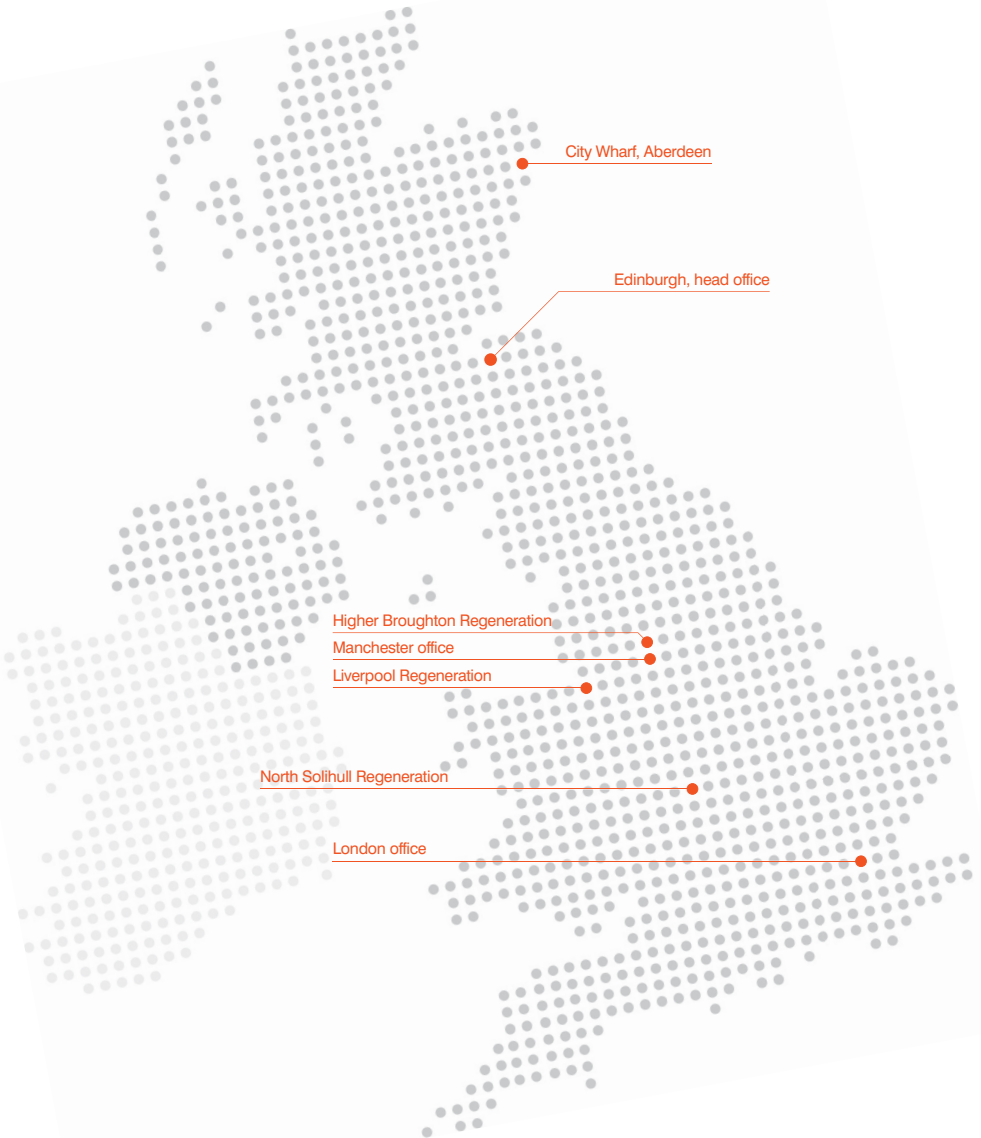 City Wharf, Aberdeen
Edinburgh, head office
Higher Broughton Regeneration
Manchester office
Liverpool Regeneration
North Solihull Regeneration
London office